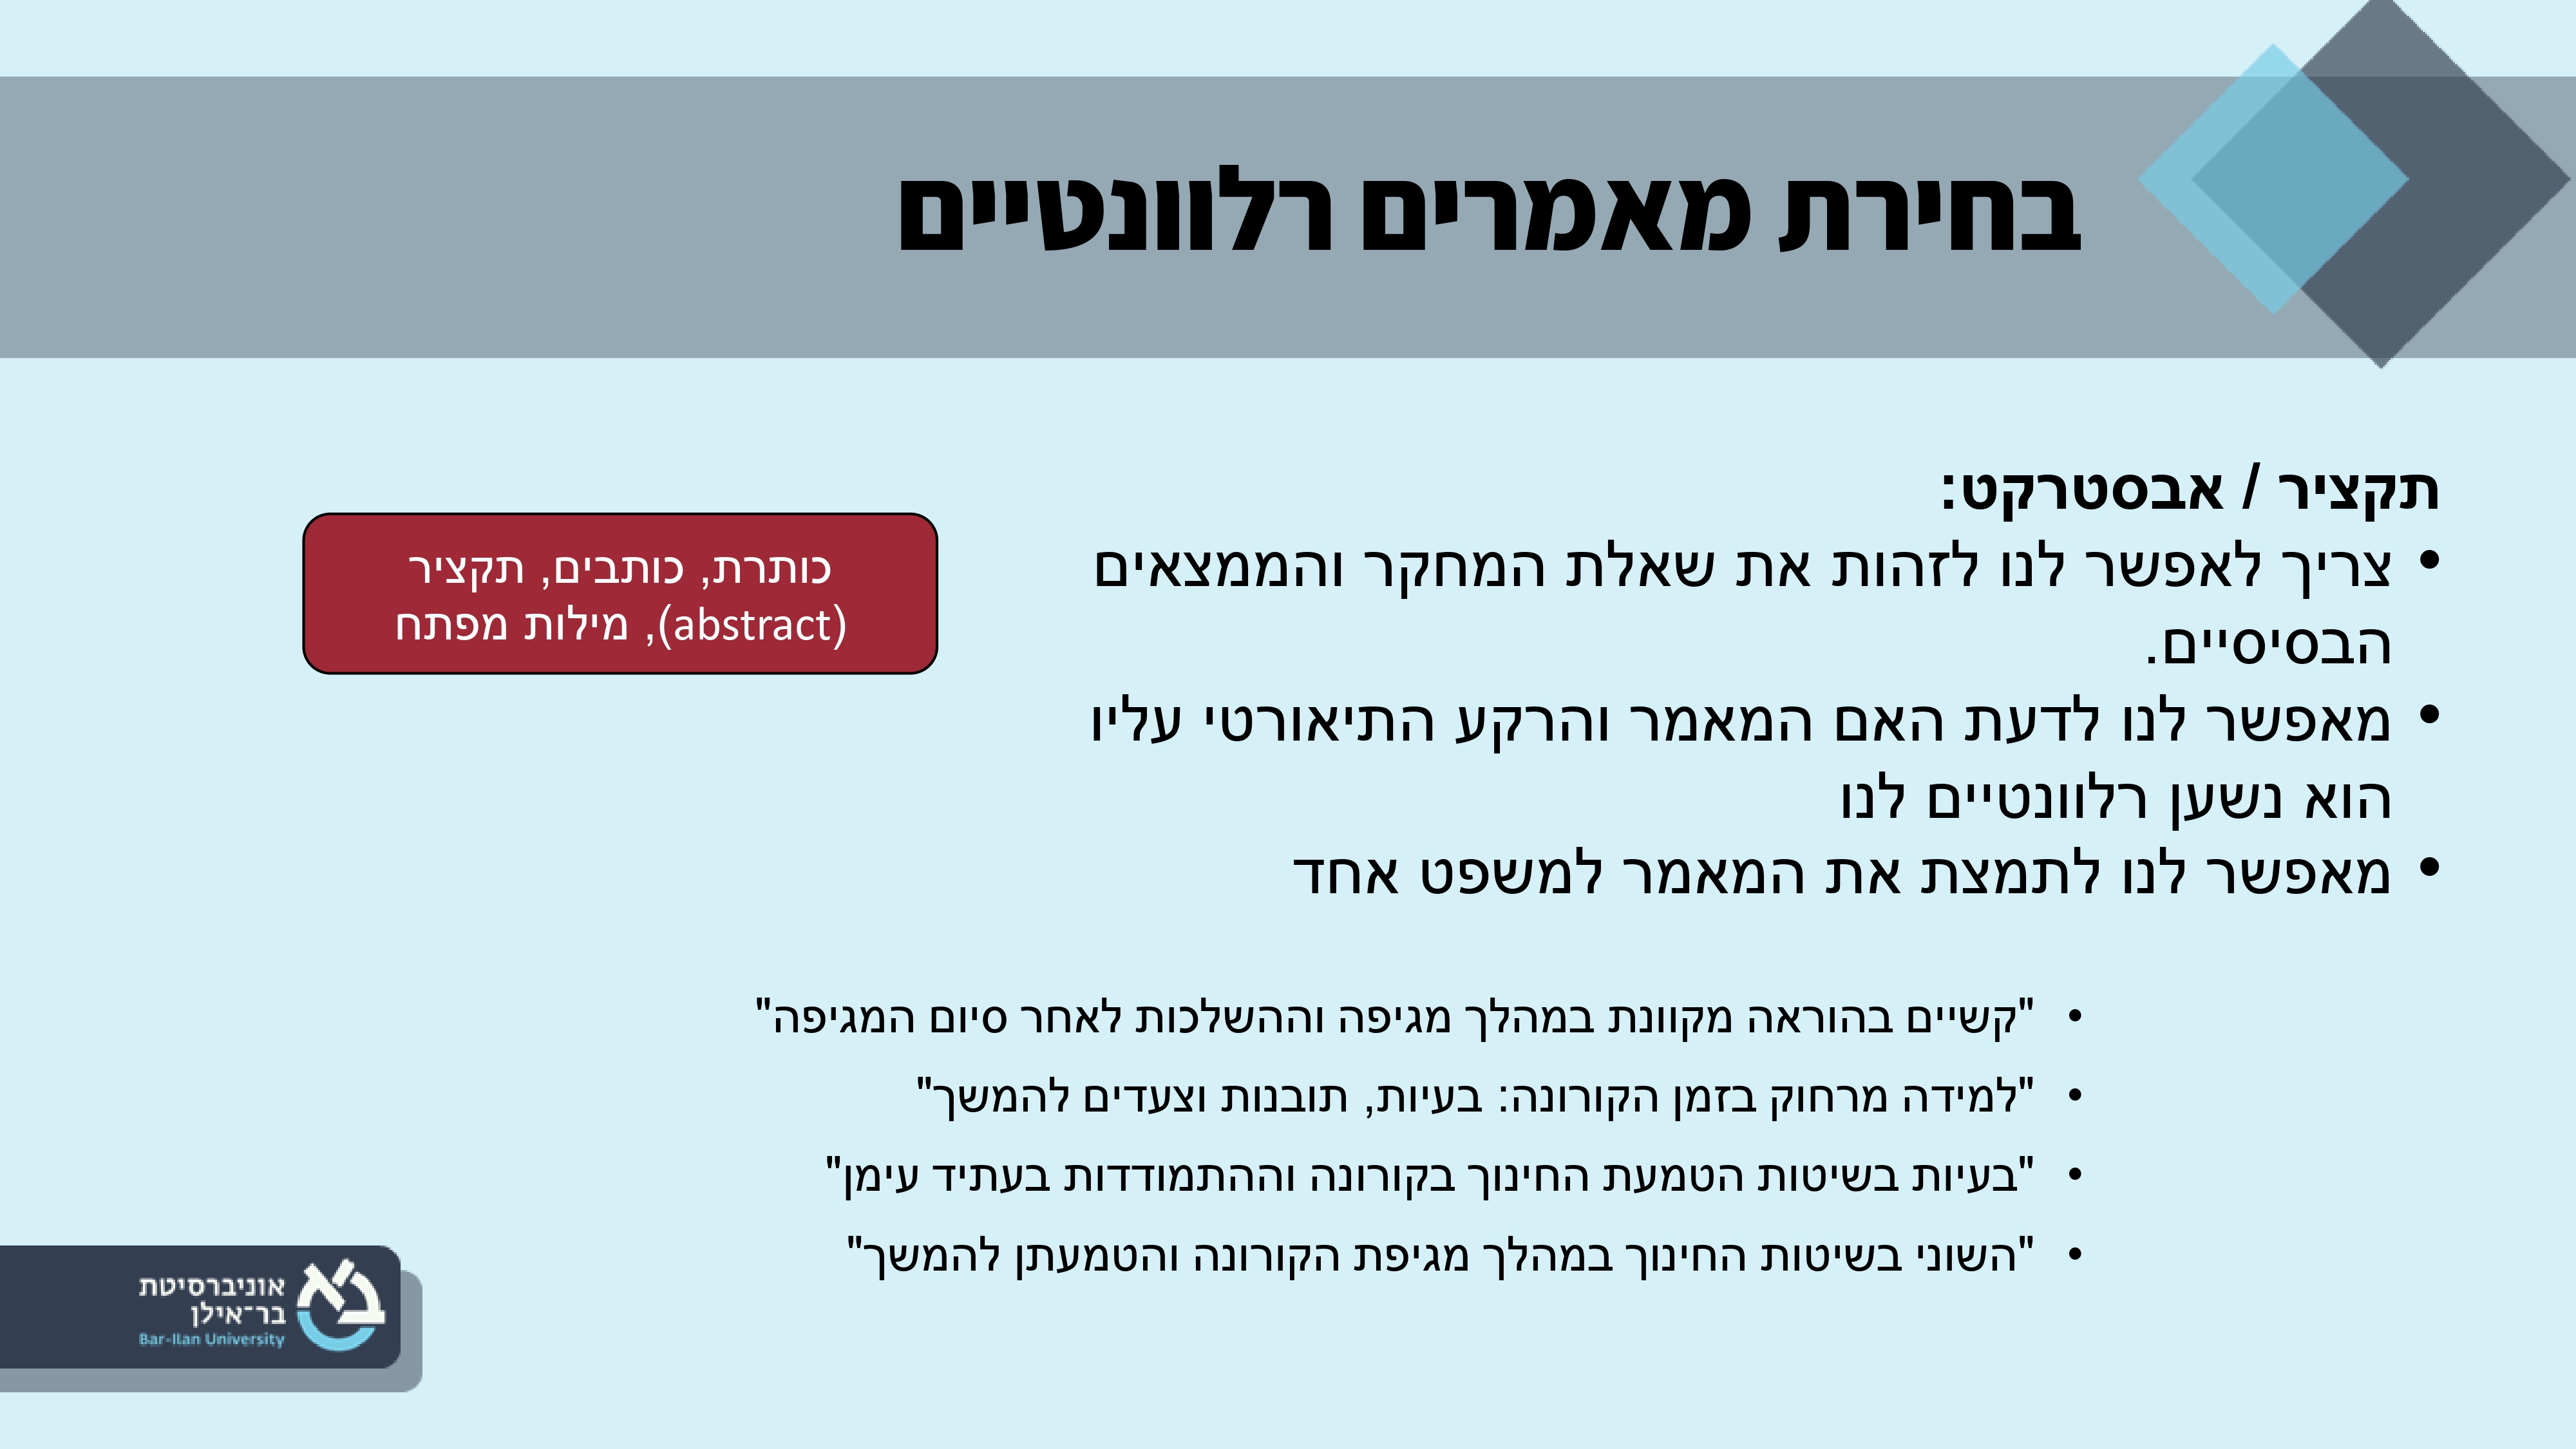 בחירת מאמרים רלוונטיים
תקציר / אבסטרקט:
• צריך לאפשר לנו לזהות את שאלת המחקר והממצאים
הבסיסיים.
• מאפשר לנו לדעת האם המאמר והרקע התיאורטי עליו
הוא נשען רלוונטיים לנו
• מאפשר לנו לתמצת את המאמר למשפט אחד
כותרת, כותבים, תקציר
(abstract), מילות מפתח
• "קשיים בהוראה מקוונת במהלך מגיפה וההשלכות לאחר סיום המגיפה"
• "למידה מרחוק בזמן הקורונה: בעיות, תובנות וצעדים להמשך"
• "בעיות בשיטות הטמעת החינוך בקורונה וההתמודדות בעתיד עימן"
• "השוני בשיטות החינוך במהלך מגיפת הקורונה והטמעתן להמשך"
אוניברסיטת
בר-אילן
Bar-Ilan University